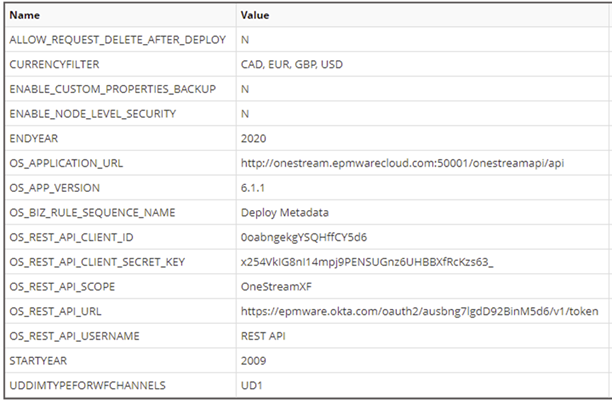 Name Value
ALLOW_REQUEST_DELETE_AFTER_DEPLOY N
CURRENCYFILTER CAD, EUR, GBP, USD
ENABLE_CUSTOM_PROPERTIES_BACKUP N
ENABLE_NODE_LEVEL_SECURITY N
ENDYEAR 2020
OS_APPLICATION_URL http://onestream.epmwarecloud.com:50001/onestreamapi/api
OS_APP_VERSION 6.1.1
OS_BIZ_RULE_SEQUENCE_NAME Deploy Metadata
OS_REST_API_CLIENT_ID 0oabngekgYSQHffCY5d6
OS_REST_API_CLIENT_SECRET_KEY x254VkIG8nI14mpj9PENSUGnz6UHBBXfRcKzs63_
OS_REST_API_SCOPE OneStreamXF
OS_REST_API_URL https://epmware.okta.com/oauth2/ausbng7lgdD92BinM5d6/v1/token
OS_REST_API_USERNAME REST API
STARTYEAR 2009
UDDIMTYPEFORWFCHANNELS UD1